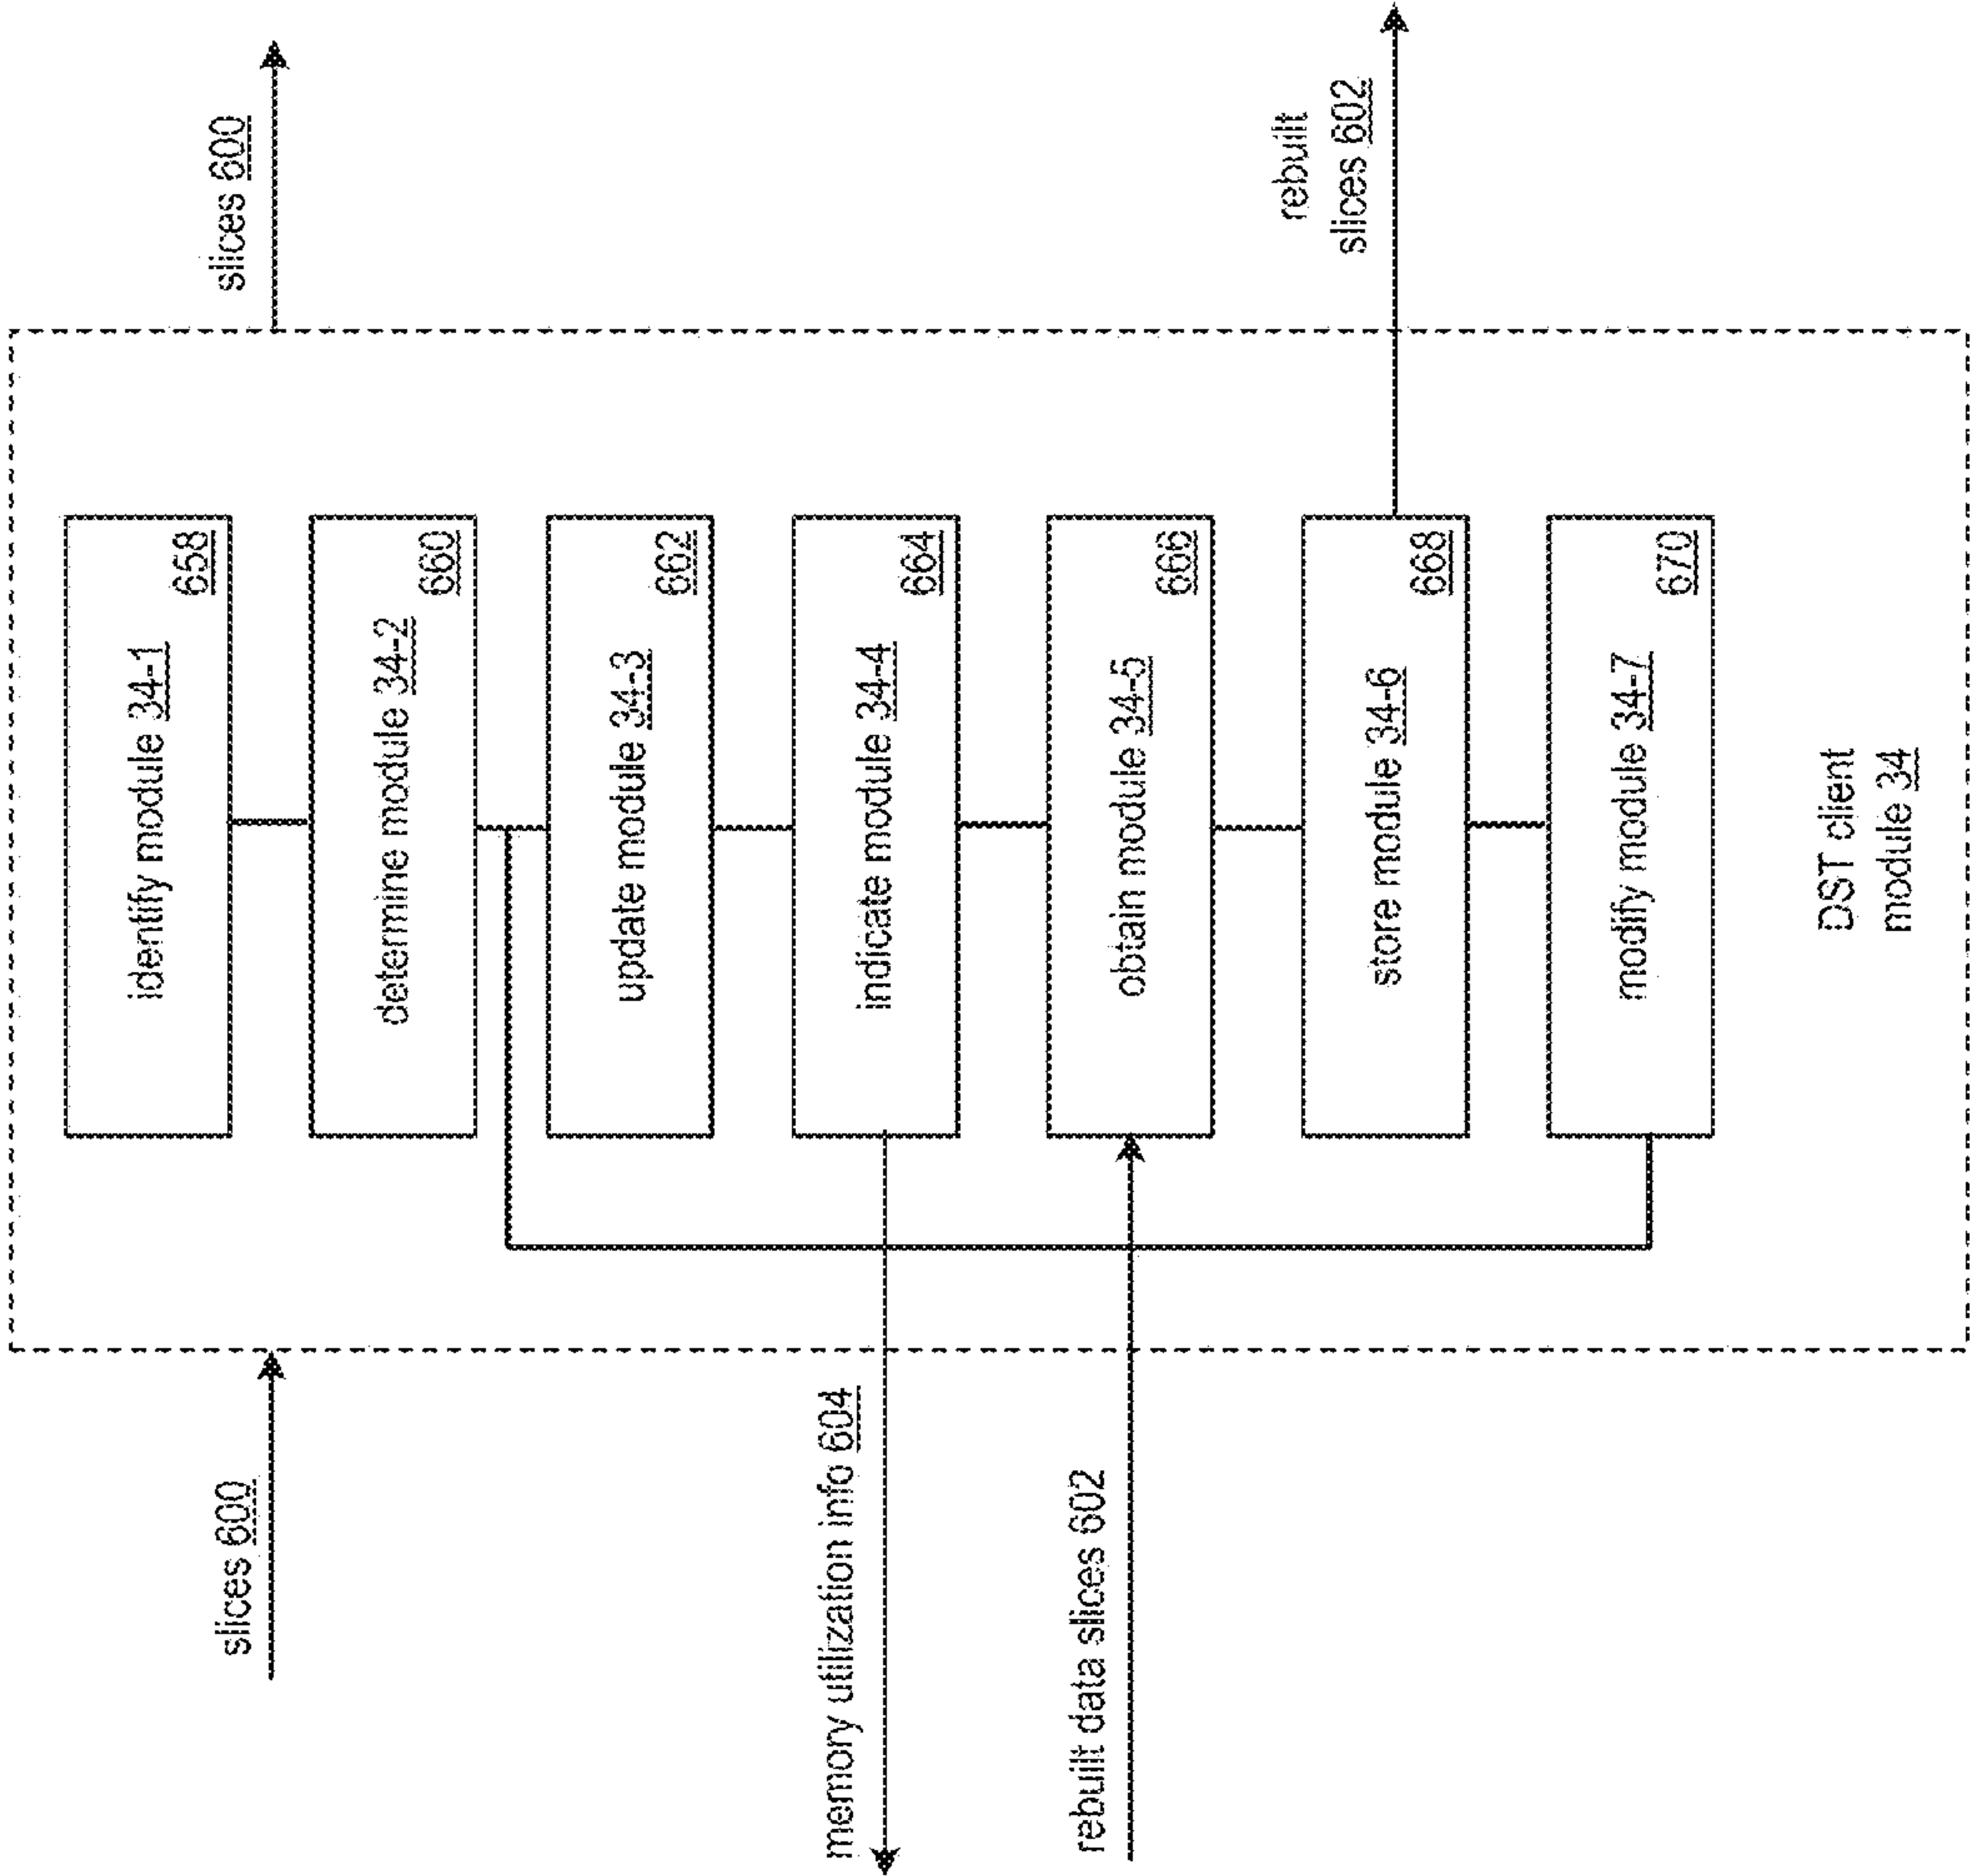 slices 600
slices 600
identify module 34-1
658
determine module 34-2
660
update module 34-3
662
memory utilization info 604
indicate module 34-4
664
rebuilt data slices 602
obtain module 34-5
666
store module 34-6
668
rebuilt
slices 602
modify module 34-7
670
DST client
module 34